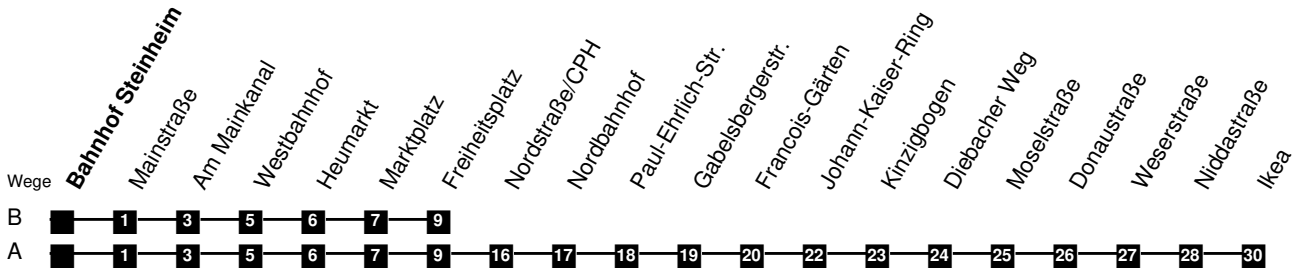 Wege Bahnhof Steinheim Mainstraße Am Mainkanal Westbahnhof Heumarkt Marktplatz Freiheitsplatz Nordstraße/CPH Nordbahnhof Paul-Ehrlich-Str. Gabelsbergerstr. Francois-Gärten Johann-Kaiser-Ring Kinzigbogen Diebacher Weg Moselstraße Donaustraße Weserstraße Niddastraße Ikea
B 1 3 5 6 7 9
A 1 3 5 6 7 9 16 17 18 19 20 22 23 24 25 26 27 28 30